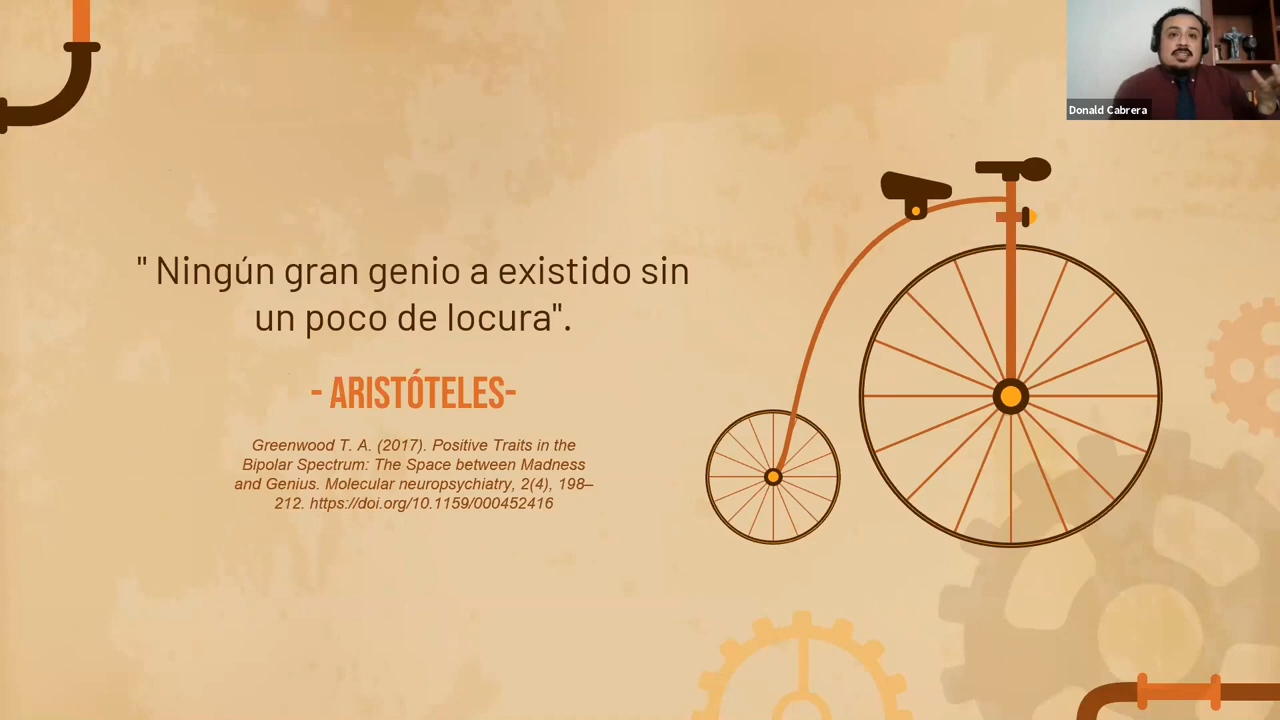 Donald Cabrera
" Ningún gran genio a existido sin
un poco de locura".
- ARISTÓTELES-
Greenwood T. A. (2017). Positive Traits in the
Bipolar Spectrum: The Space between Madness
and Genius. Molecular neuropsychiatry, 2(4), 198–
212. https://doi.org/10.1159/000452416